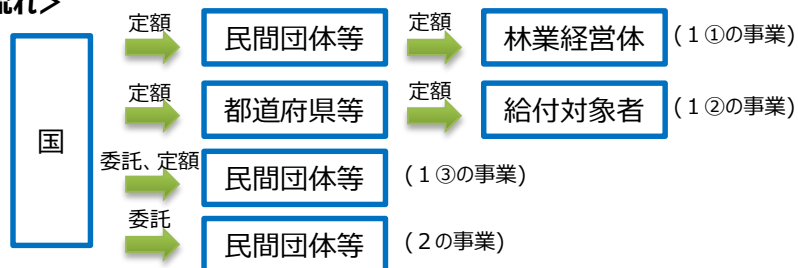 定額 定額
民間団体等 林業経営体 (1①の事業)
定額 定額
都道府県等 給付対象者 (1②の事業)
国
委託、定額
民間団体等 (1③の事業)
委託
民間団体等 (2の事業)